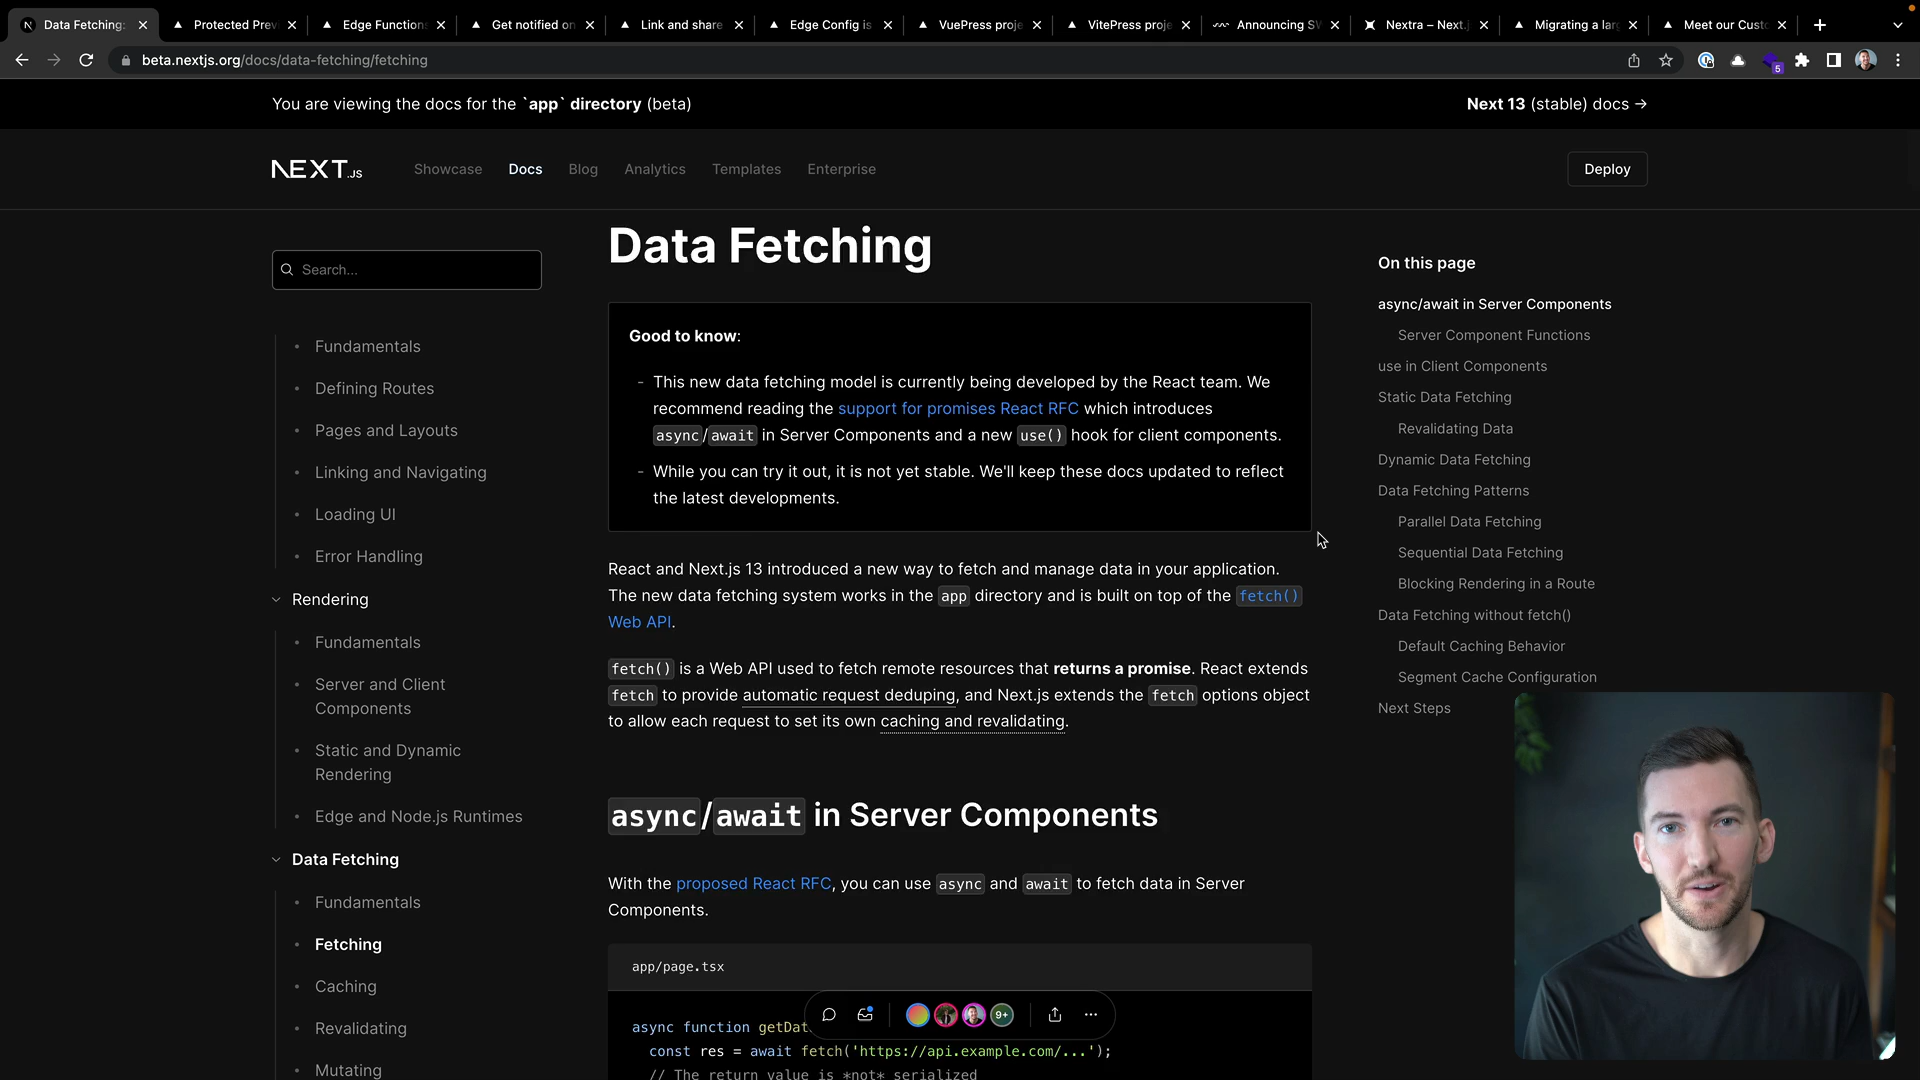 Data Fetching:
Protected Prev
Edge Function
Get notified on
Link and share
Edge Config is
VuePress proje
VitePress proje
Announcing SV
Nextra – Next.j
Migrating a larg
Meet our Custo
beta.nextjs.org/docs/data-fetching/fetching
5
You are viewing the docs for the `app` directory (beta)
Next 13 (stable) docs →
NEXT.JS
Showcase
Docs
Blog
Analytics
Templates
Enterprise
Deploy
Search...
Fundamentals
Defining Routes
Pages and Layouts
Linking and Navigating
Loading UI
Error Handling
Rendering
Fundamentals
Server and Client
Components
Static and Dynamic
Rendering
Edge and Node.js Runtimes
Data Fetching
Fundamentals
Fetching
Caching
Revalidating
Mutating
Data Fetching
Good to know:
- This new data fetching model is currently being developed by the React team. We
recommend reading the support for promises React RFC which introduces
async/await in Server Components and a new use() hook for client components.
- While you can try it out, it is not yet stable. We'll keep these docs updated to reflect
the latest developments.
React and Next.js 13 introduced a new way to fetch and manage data in your application.
The new data fetching system works in the app directory and is built on top of the fetch()
Web API.
fetch() is a Web API used to fetch remote resources that returns a promise. React extends
fetch to provide automatic request deduping, and Next.js extends the fetch options object
to allow each request to set its own caching and revalidating.
async/await in Server Components
With the proposed React RFC, you can use async and await to fetch data in Server
Components.
app/page.tsx
async function getDat
const res = await fetch('https://api.example.com/...');
// The return value is *not* serialized
9+
On this page
async/await in Server Components
Server Component Functions
use in Client Components
Static Data Fetching
Revalidating Data
Dynamic Data Fetching
Data Fetching Patterns
Parallel Data Fetching
Sequential Data Fetching
Blocking Rendering in a Route
Data Fetching without fetch()
Default Caching Behavior
Segment Cache Configuration
Next Steps